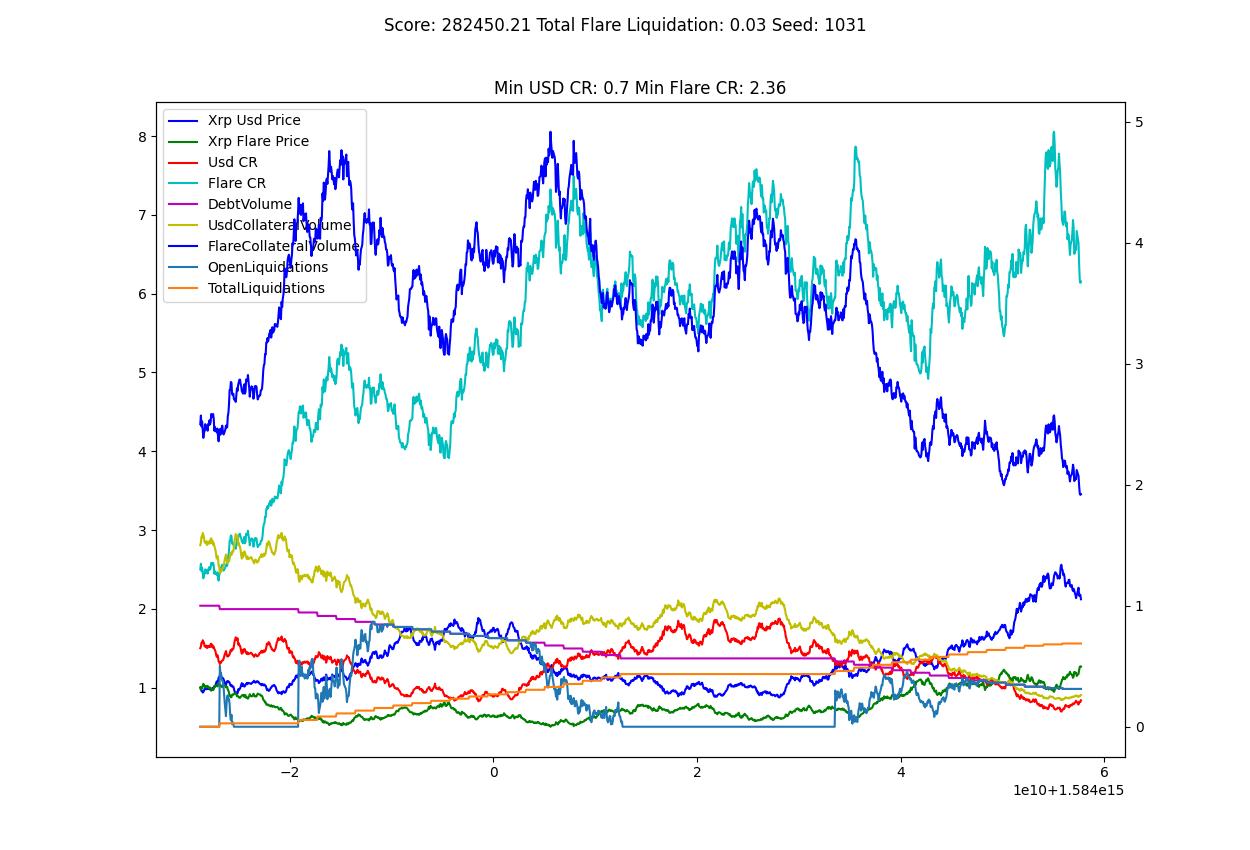 Score: 282450.21 Total Flare Liquidation: 0.03 Seed: 1031
Min USD CR: 0.7 Min Flare CR: 2.36
Xrp Usd Price
Xrp Flare Price
Usd CR
Flare CR
DebtVolume
UsdCollateralVolume
FlareCollateralVolume
OpenLiquidations
TotalLiquidations
8
7
6
5
4
3
2
1
5
4
3
2
1
0
−2
0
2
4
6
1e10+1.584e15